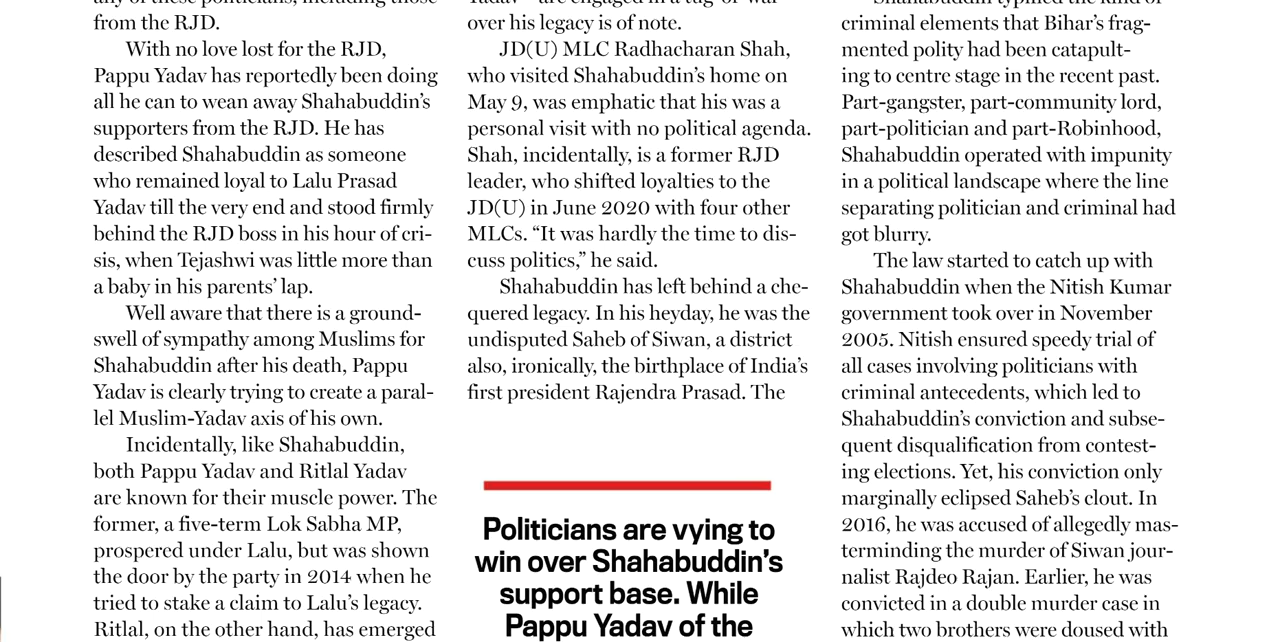 any of these politicians, including those
from the RJD.
With no love lost for the RJD,
Pappu Yadav has reportedly been doing
all he can to wean away Shahabuddin’s
supporters from the RJD. He has
described Shahabuddin as someone
who remained loyal to Lalu Prasad
Yadav till the very end and stood firmly
behind the RJD boss in his hour of cri-
sis, when Tejashwi was little more than
a baby in his parents’ lap.
Well aware that there is a ground-
swell of sympathy among Muslims for
Shahabuddin after his death, Pappu
Yadav is clearly trying to create a paral-
lel Muslim-Yadav axis of his own.
Incidentally, like Shahabuddin,
both Pappu Yadav and Ritlal Yadav
are known for their muscle power. The
former, a five-term Lok Sabha MP,
prospered under Lalu, but was shown
the door by the party in 2014 when he
tried to stake a claim to Lalu’s legacy.
Ritlal, on the other hand, has emerged
Yadav—are engaged in a tug-of-war
over his legacy is of note.
JD(U) MLC Radhacharan Shah,
who visited Shahabuddin’s home on
May 9, was emphatic that his was a
personal visit with no political agenda.
Shah, incidentally, is a former RJD
leader, who shifted loyalties to the
JD(U) in June 2020 with four other
MLCs. “It was hardly the time to dis-
cuss politics,” he said.
Shahabuddin has left behind a che-
quered legacy. In his heyday, he was the
undisputed Saheb of Siwan, a district
also, ironically, the birthplace of India’s
first president Rajendra Prasad. The
Politicians are vying to
win over Shahabuddin’s
support base. While
Pappu Yadav of the
Shahabuddin typified the kind of
criminal elements that Bihar’s frag-
mented polity had been catapult-
ing to centre stage in the recent past.
Part-gangster, part-community lord,
part-politician and part-Robinhood,
Shahabuddin operated with impunity
in a political landscape where the line
separating politician and criminal had
got blurry.
The law started to catch up with
Shahabuddin when the Nitish Kumar
government took over in November
2005. Nitish ensured speedy trial of
all cases involving politicians with
criminal antecedents, which led to
Shahabuddin’s conviction and subse-
quent disqualification from contest-
ing elections. Yet, his conviction only
marginally eclipsed Saheb’s clout. In
2016, he was accused of allegedly mas-
terminding the murder of Siwan jour-
nalist Rajdeo Rajan. Earlier, he was
convicted in a double murder case in
which two brothers were doused with